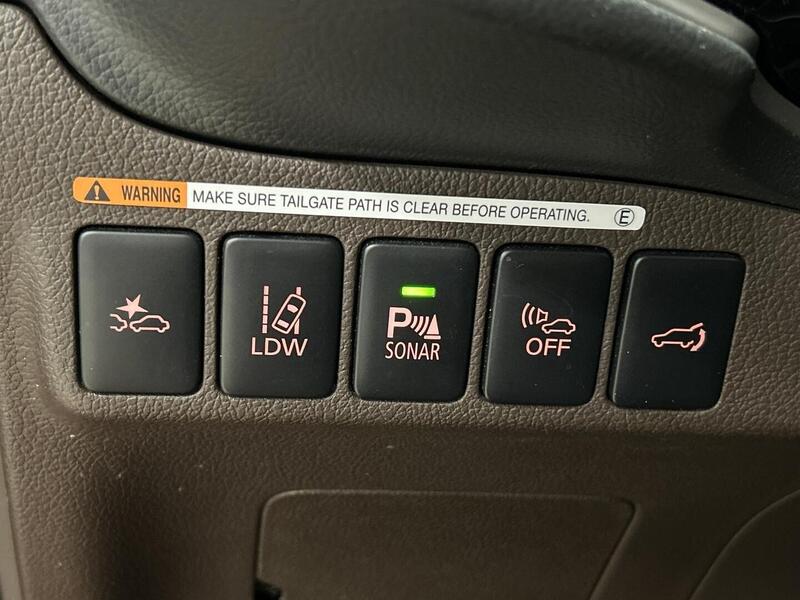 WARNING MAKE SURE TAILGATE PATH IS CLEAR BEFORE OPERATING. E
LDW
P
SONAR
OFF